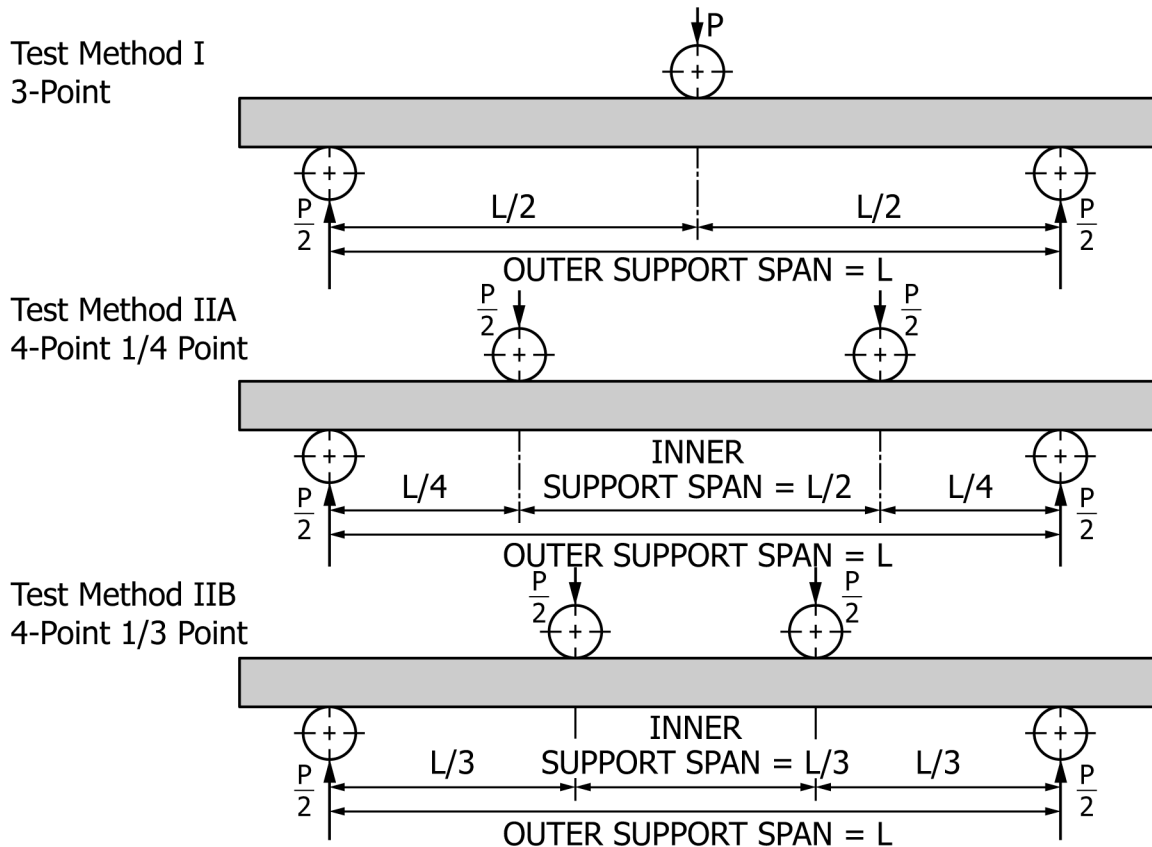 Test Method I
3-Point
P
P
2
L/2
L/2
P
2
OUTER SUPPORT SPAN = L
Test Method IIA
4-Point 1/4 Point
P
2
P
2
INNER
SUPPORT SPAN = L/2
L/4
L/4
P
2
P
2
OUTER SUPPORT SPAN = L
Test Method IIB
4-Point 1/3 Point
P
2
P
2
INNER
SUPPORT SPAN = L/3
L/3
L/3
P
2
P
2
OUTER SUPPORT SPAN = L